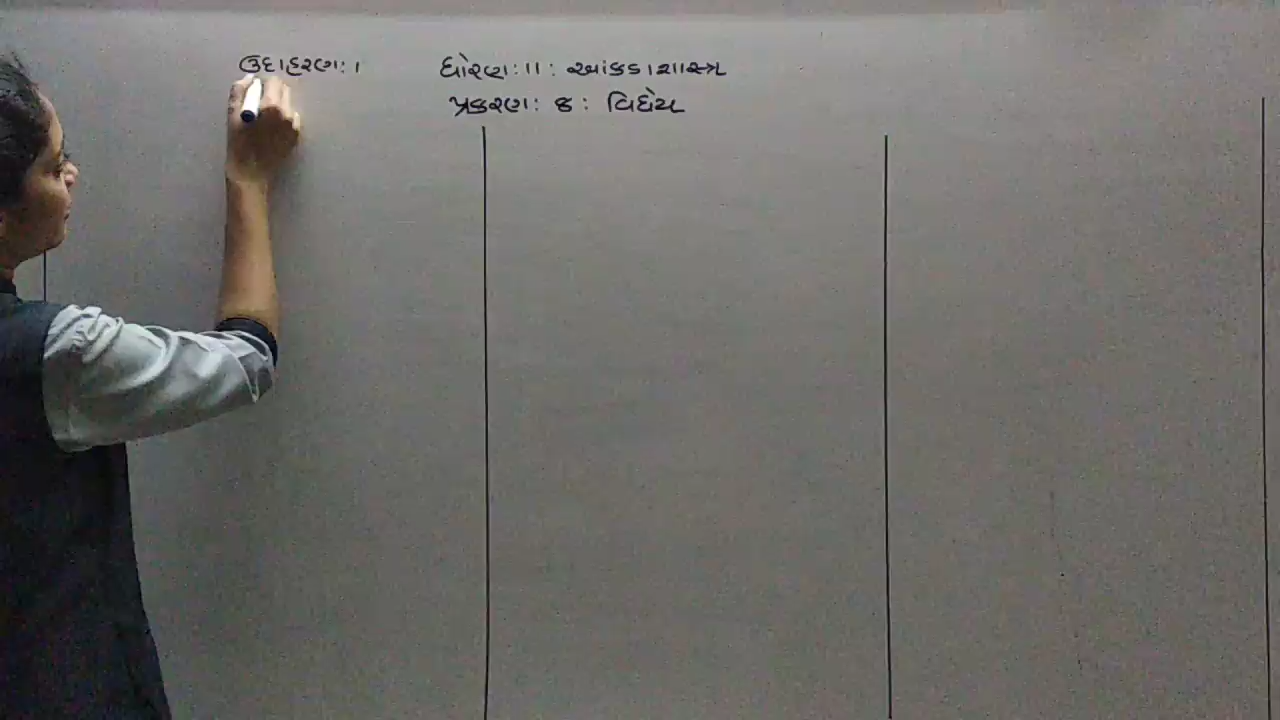 ઉદાહરણ: ૧
ધોરણ: ૧૧ : આંકડાશાસ્ત્ર
પ્રકરણ: ૪ : વિધેય